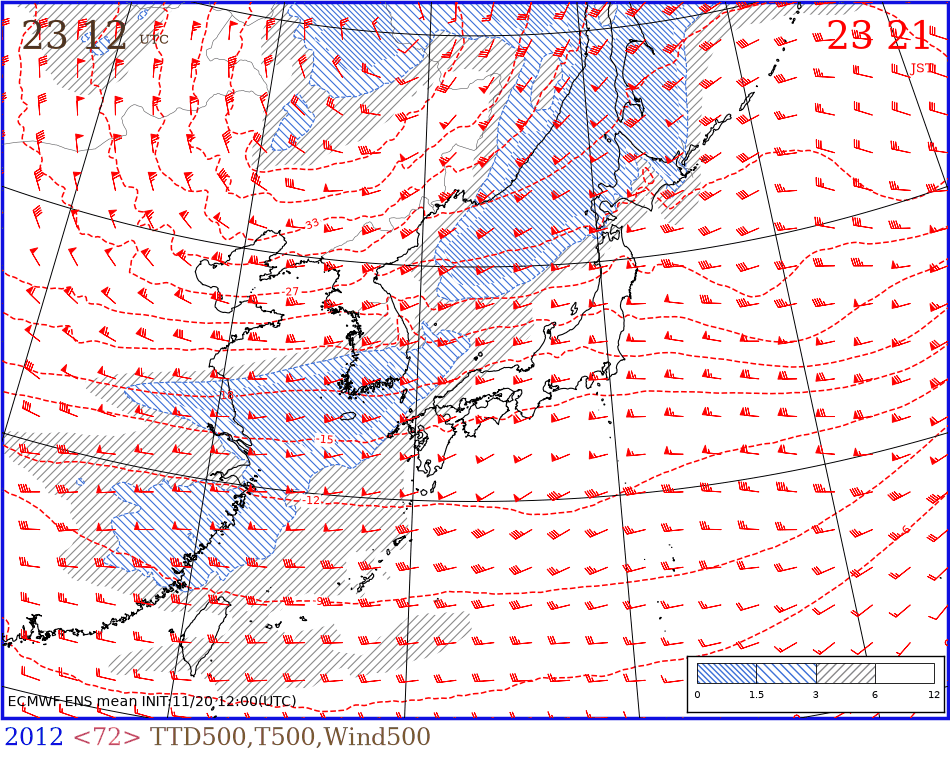 23 12 UTC
23 21
JST
-33
-27
-18
-15
-12
-9
-6
ECMWF ENS mean INIT:11/20 12:00(UTC)
0 1.5 3 6 12
2012 <72> TTD500,T500,Wind500